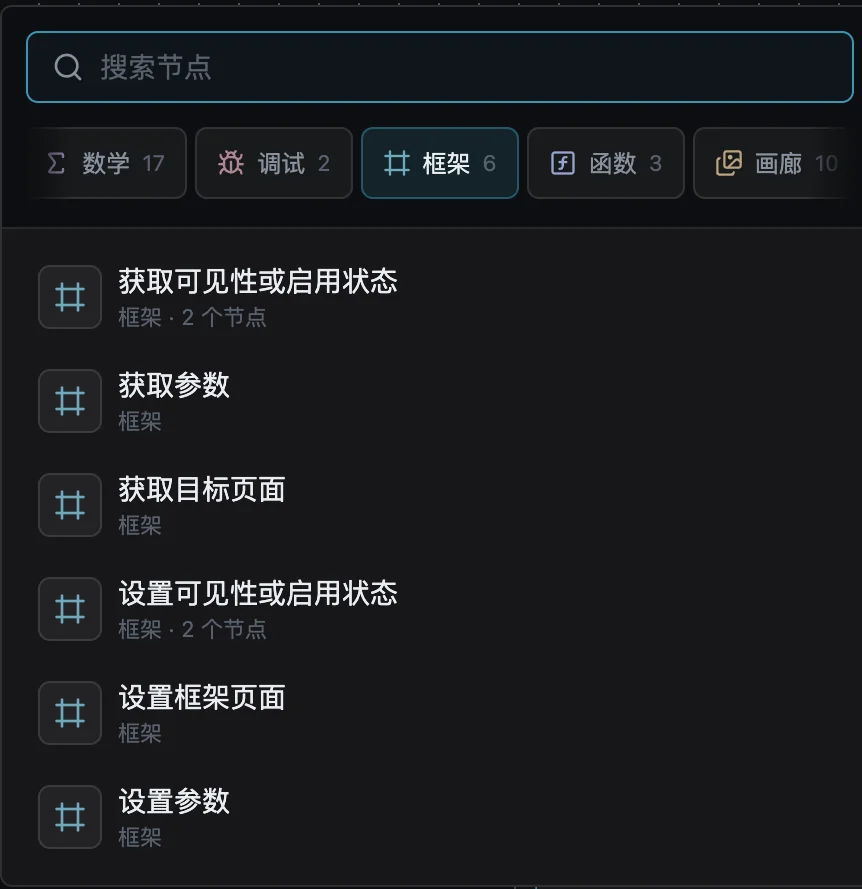 搜索节点
数学 17 调试 2 框架 6 函数 3 画廊 10
获取可见性或启用状态
框架 · 2 个节点
获取参数
框架
获取目标页面
框架
设置可见性或启用状态
框架 · 2 个节点
设置框架页面
框架
设置参数
框架